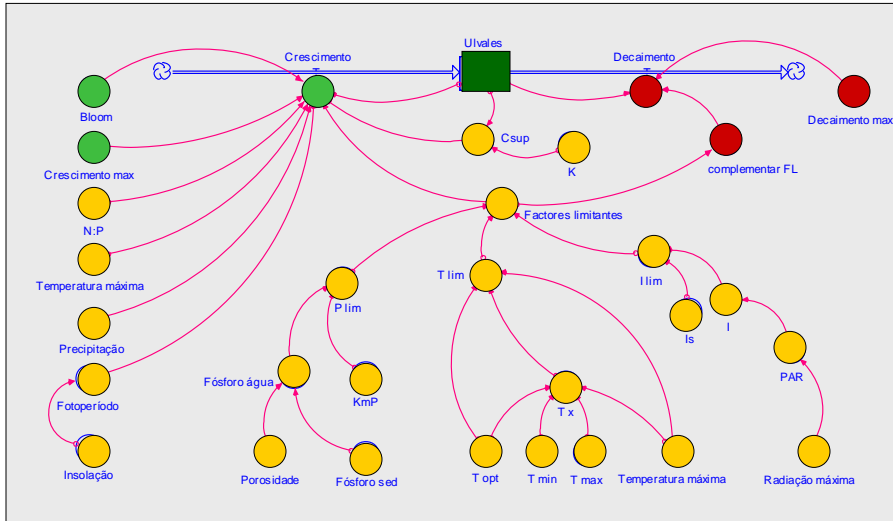 Ulvales
Crescimento
Decaimento
Bloom
Decaimento max
Csup
K
complementar FL
Crescimento max
N:P
Factores limitantes
Temperatura máxima
T lim
I lim
P lim
I
Is
Precipitação
PAR
Fósforo água
KmP
Fotoperíodo
T x
Insolação
Porosidade
Fósforo sed
T opt
T min
T max
Temperatura máxima
Radiação máxima